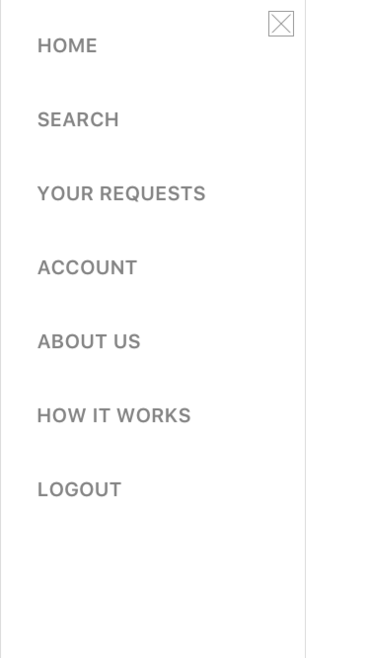 HOME
SEARCH
YOUR REQUESTS
ACCOUNT
ABOUT US
HOW IT WORKS
LOGOUT